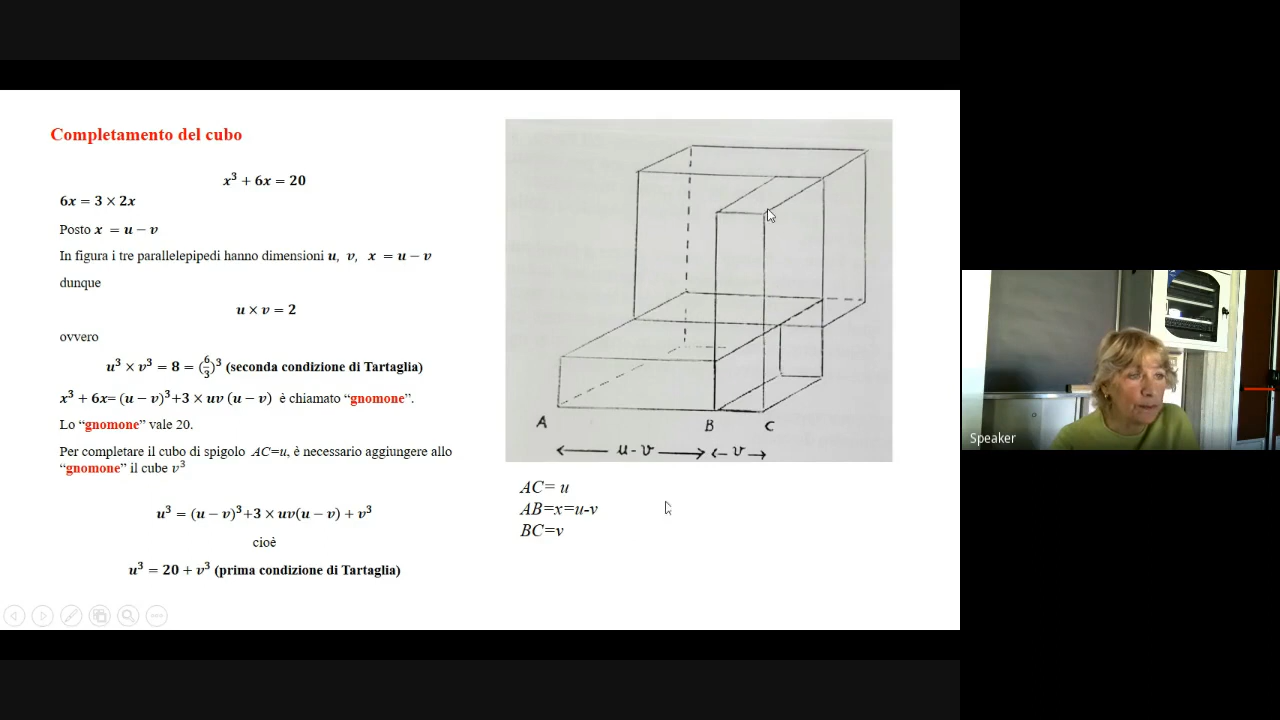 Completamento del cubo
x³ + 6x = 20
6x = 3 × 2x
Posto x = u − v
In figura i tre parallelepipedi hanno dimensioni u, v, x = u − v
dunque
u × v = 2
ovvero
u³ × v³ = 8 = (6/3)³ (seconda condizione di Tartaglia)
x³ + 6x= (u − v)³+3 × uv (u − v) è chiamato “gnomone”.
Lo “gnomone” vale 20.
Per completare il cubo di spigolo AC=u, è necessario aggiungere allo
“gnomone” il cube v³
u³ = (u − v)³+3 × uv(u − v) + v³
cioè
u³ = 20 + v³ (prima condizione di Tartaglia)
A B C
u - v v
AC= u
AB=x=u-v
BC=v
Speaker